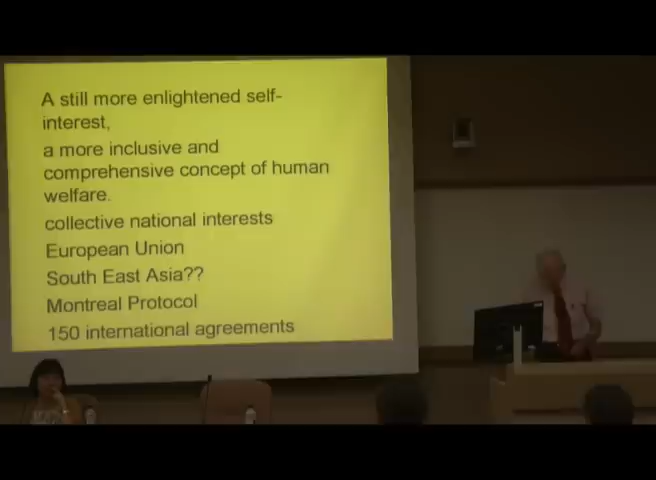 A still more enlightened self-
interest,
a more inclusive and
comprehensive concept of human
welfare.
collective national interests
European Union
South East Asia??
Montreal Protocol
150 international agreements